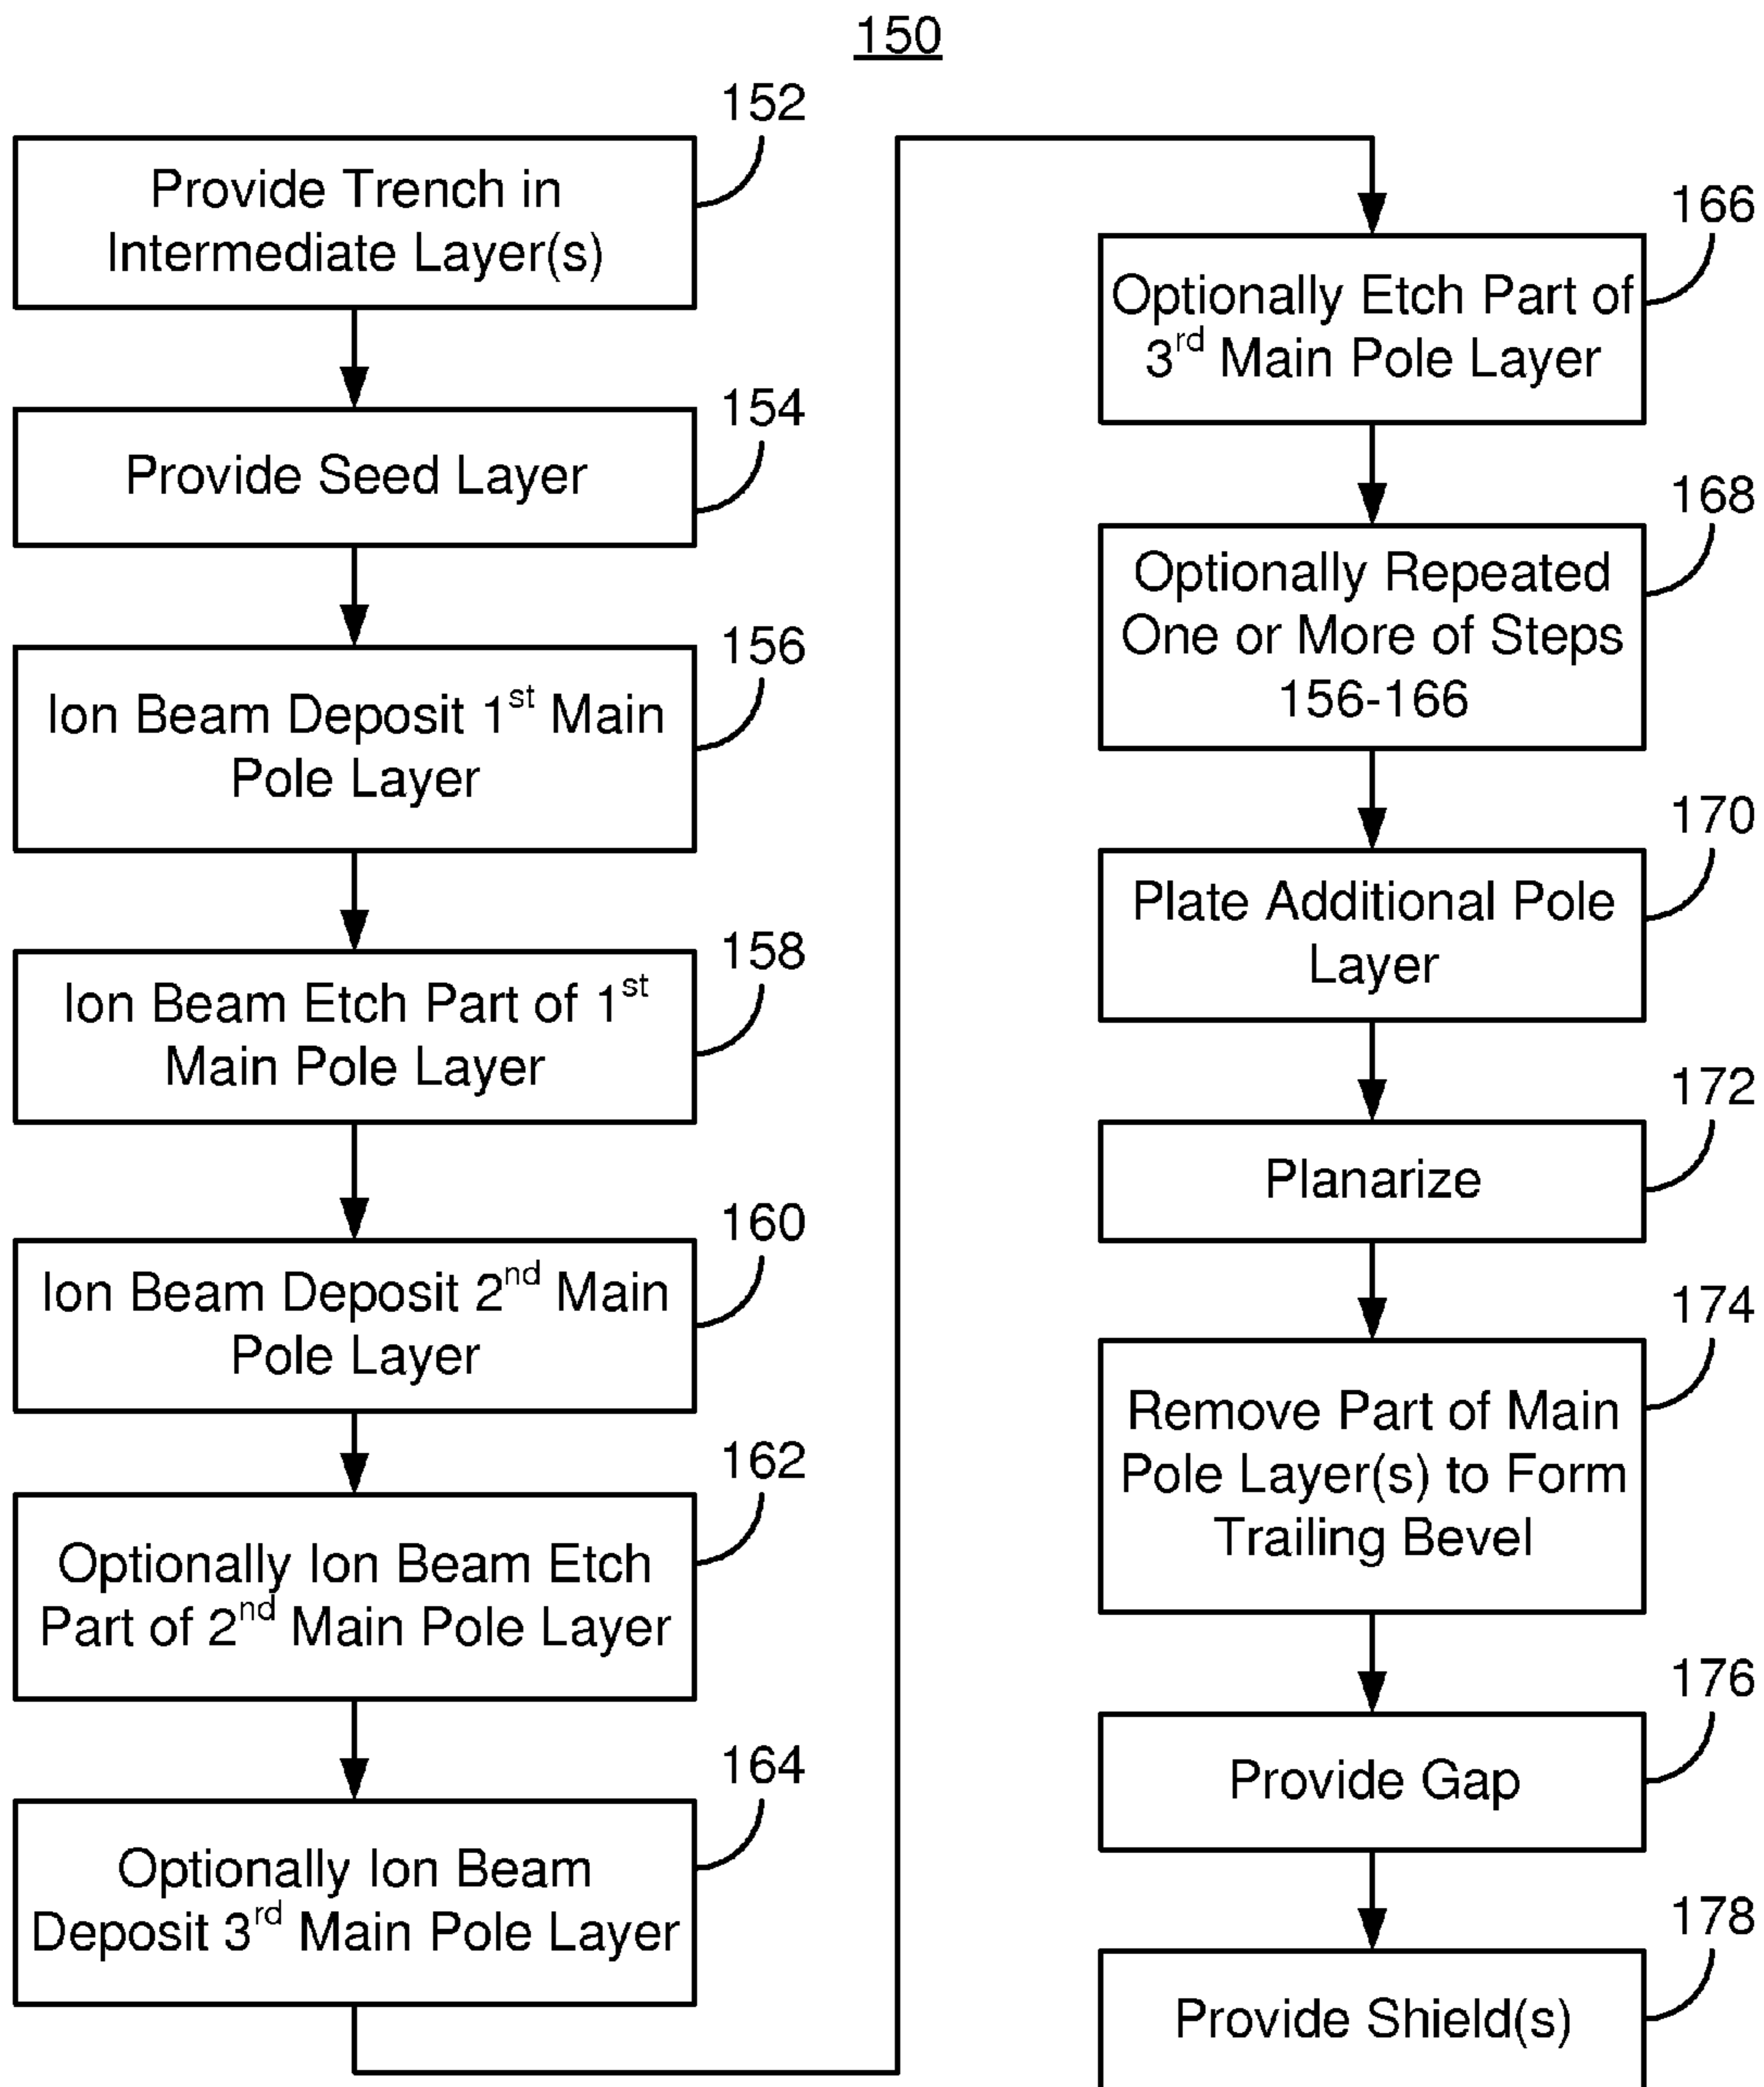 150
152
Provide Trench in
Intermediate Layer(s)
154
Provide Seed Layer
156
Ion Beam Deposit 1st Main
Pole Layer
158
Ion Beam Etch Part of 1st
Main Pole Layer
160
Ion Beam Deposit 2nd Main
Pole Layer
162
Optionally Ion Beam Etch
Part of 2nd Main Pole Layer
164
Optionally Ion Beam
Deposit 3rd Main Pole Layer
166
Optionally Etch Part of
3rd Main Pole Layer
168
Optionally Repeated
One or More of Steps
156-166
170
Plate Additional Pole
Layer
172
Planarize
174
Remove Part of Main
Pole Layer(s) to Form
Trailing Bevel
176
Provide Gap
178
Provide Shield(s)